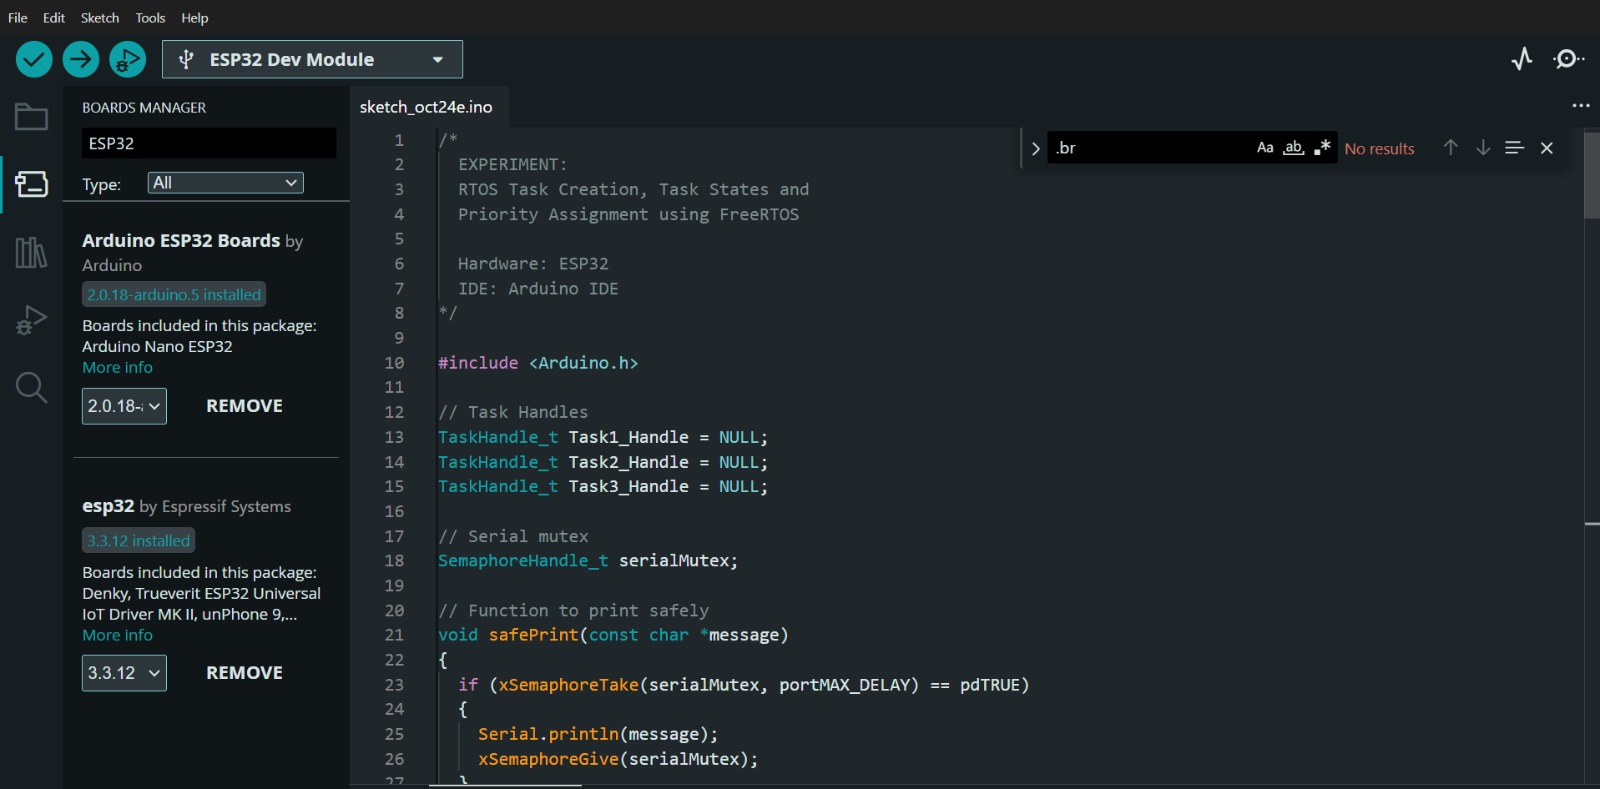 File Edit Sketch Tools Help
ESP32 Dev Module
BOARDS MANAGER
ESP32
Type: All
Arduino ESP32 Boards by
Arduino
2.0.18-arduino.5 installed
Boards included in this package:
Arduino Nano ESP32
More info
2.0.18- REMOVE
esp32 by Espressif Systems
3.3.12 installed
Boards included in this package:
Denky, Trueverit ESP32 Universal
IoT Driver MK II, unPhone 9,...
More info
3.3.12 REMOVE
sketch_oct24e.ino
.br Aa ab .* No results
1 /*
2 EXPERIMENT:
3 RTOS Task Creation, Task States and
4 Priority Assignment using FreeRTOS
5
6 Hardware: ESP32
7 IDE: Arduino IDE
8 */
9
10 #include <Arduino.h>
11
12 // Task Handles
13 TaskHandle_t Task1_Handle = NULL;
14 TaskHandle_t Task2_Handle = NULL;
15 TaskHandle_t Task3_Handle = NULL;
16
17 // Serial mutex
18 SemaphoreHandle_t serialMutex;
19
20 // Function to print safely
21 void safePrint(const char *message)
22 {
23 if (xSemaphoreTake(serialMutex, portMAX_DELAY) == pdTRUE)
24 {
25 Serial.println(message);
26 xSemaphoreGive(serialMutex);
27 }